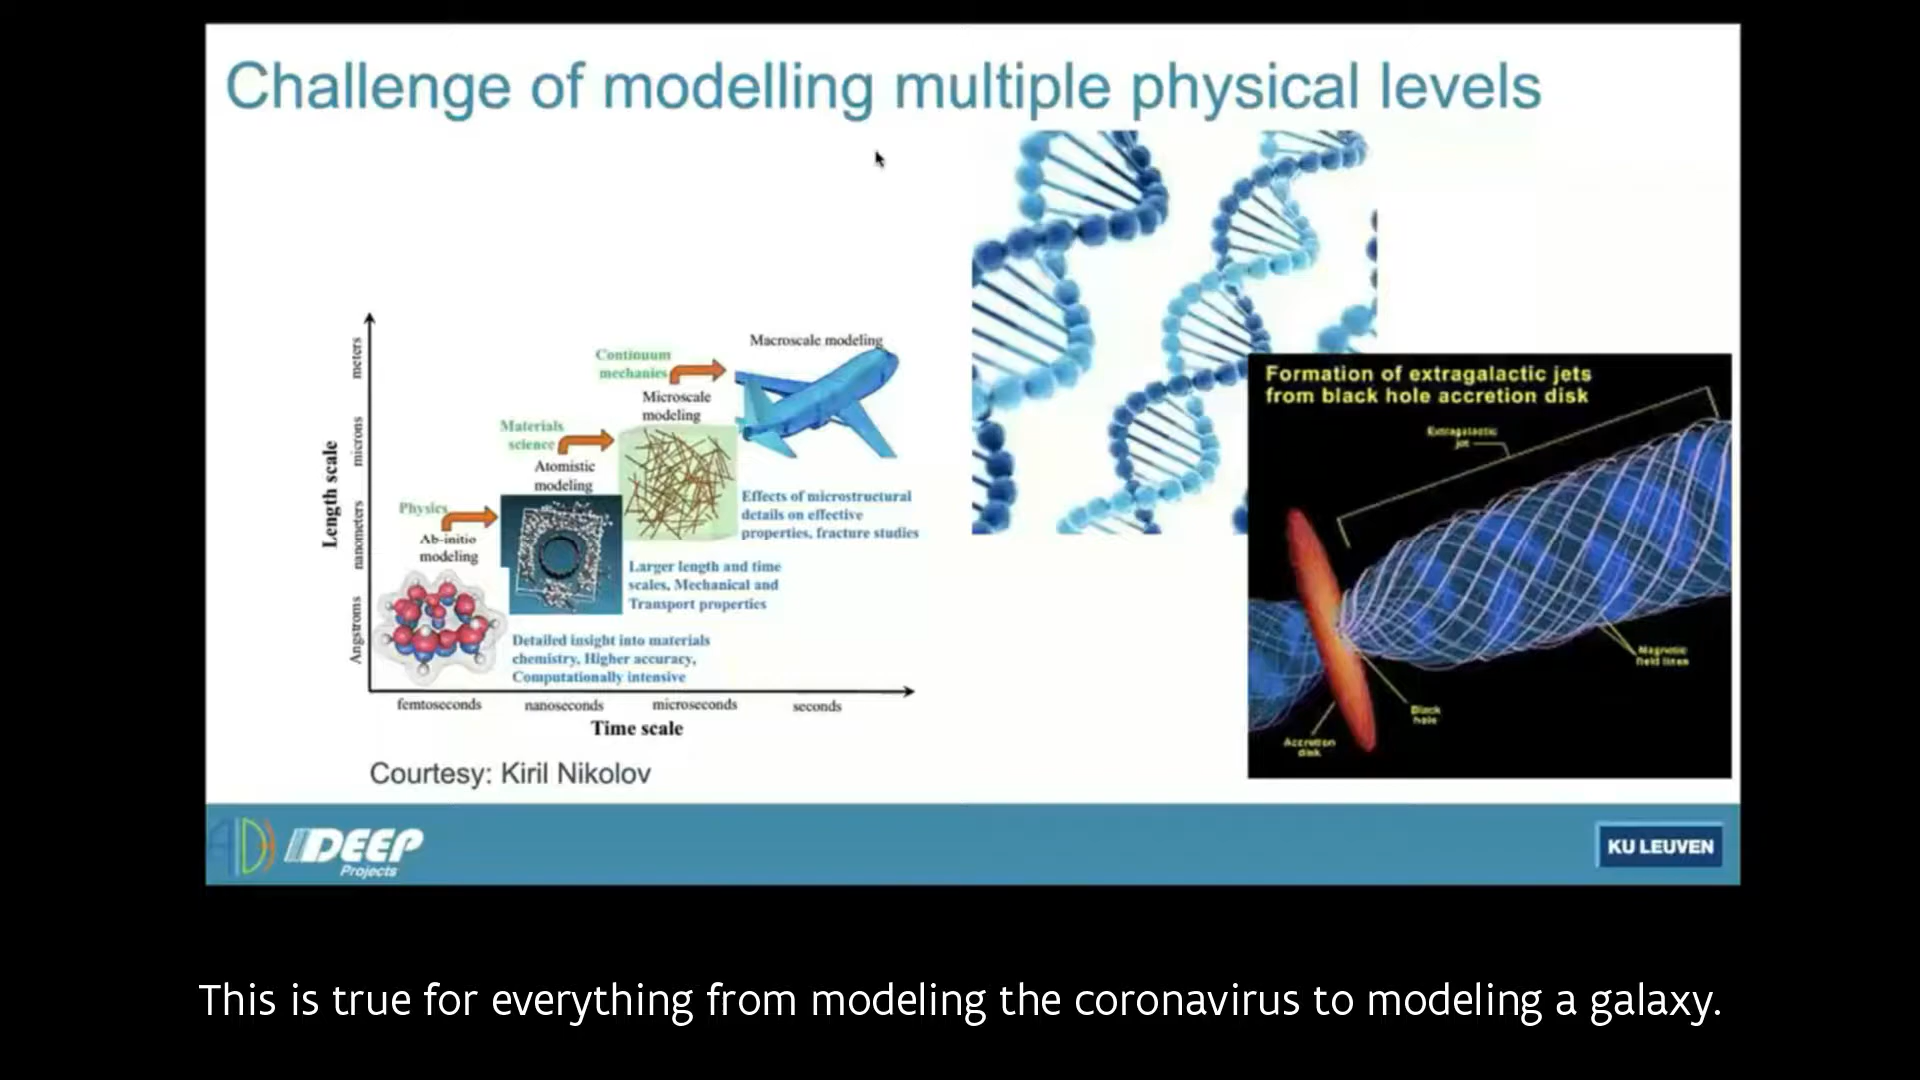 Challenge of modelling multiple physical levels
Length scale
meters
microns
nanometers
Angstroms
Macroscale modeling
Continuum
mechanics
Microscale
modeling
Materials
science
Atomistic
modeling
Physics
Ab-initio
modeling
Effects of microstructural
details on effective
properties, fracture studies
Larger length and time
scales, Mechanical and
Transport properties
Detailed insight into materials
chemistry, Higher accuracy,
Computationally intensive
femtoseconds
nanoseconds
microseconds
seconds
Time scale
Courtesy: Kiril Nikolov
Formation of extragalactic jets
from black hole accretion disk
Extragalactic
jet
Magnetic
field lines
Black
hole
Accretion
disk
DEEP
Projects
KU LEUVEN
This is true for everything from modeling the coronavirus to modeling a galaxy.